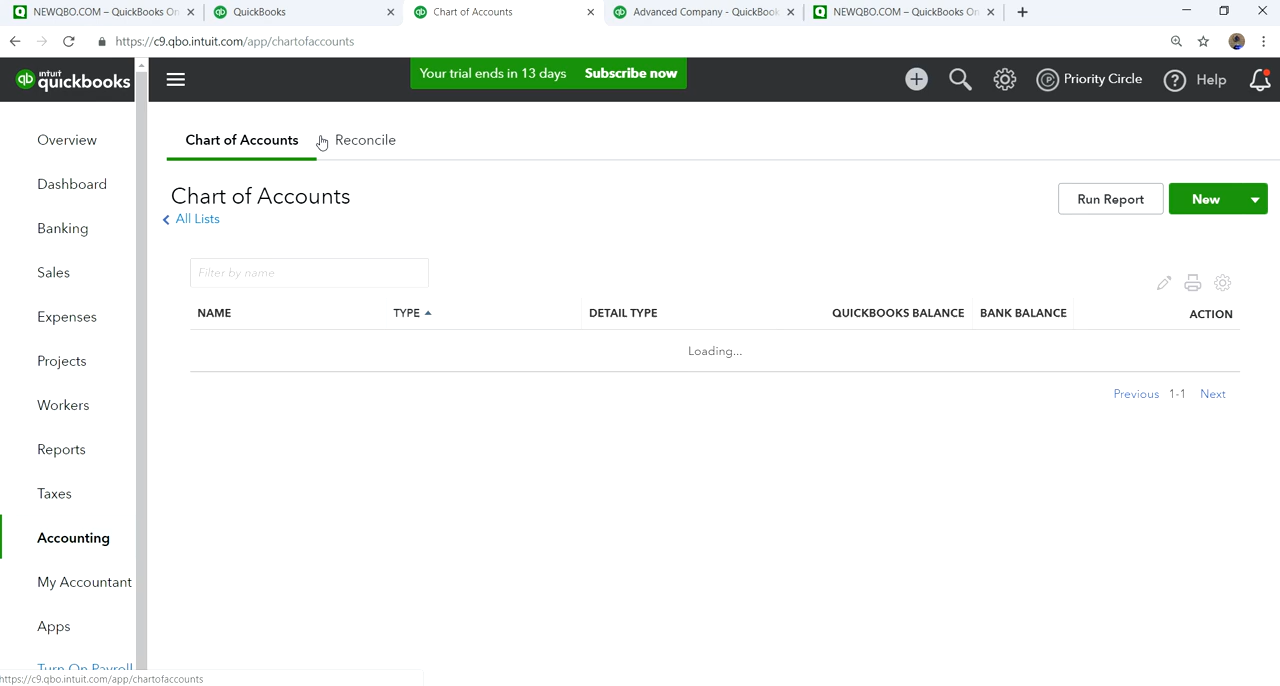 NEWQBO.COM – QuickBooks On
QuickBooks
Chart of Accounts
Advanced Company - QuickBook
NEWQBO.COM – QuickBooks On
https://c9.qbo.intuit.com/app/chartofaccounts
intuit quickbooks
Your trial ends in 13 days Subscribe now
Priority Circle
Help
Overview
Dashboard
Banking
Sales
Expenses
Projects
Workers
Reports
Taxes
Accounting
My Accountant
Apps
Turn On Payroll
Chart of Accounts
Reconcile
Chart of Accounts
All Lists
Run Report
New
Filter by name
NAME TYPE DETAIL TYPE QUICKBOOKS BALANCE BANK BALANCE ACTION
Loading...
Previous 1-1 Next
https://c9.qbo.intuit.com/app/chartofaccounts